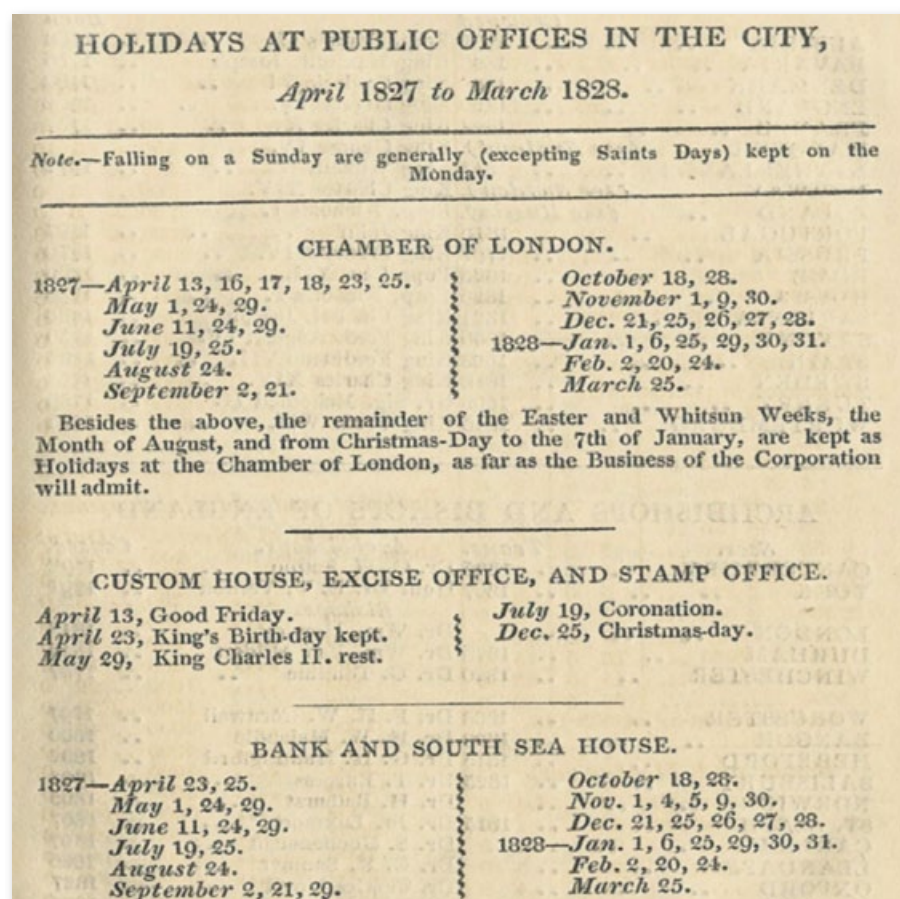 HOLIDAYS AT PUBLIC OFFICES IN THE CITY,
April 1827 to March 1828.
Note.—Falling on a Sunday are generally (excepting Saints Days) kept on the
Monday.
CHAMBER OF LONDON.
1827—April 13, 16, 17, 18, 23, 25.
May 1, 24, 29.
June 11, 24, 29.
July 19, 25.
August 24.
September 2, 21.
October 18, 28.
November 1, 9, 30.
Dec. 21, 25, 26, 27, 28.
1828—Jan. 1, 6, 25, 29, 30, 31.
Feb. 2, 20, 24.
March 25.
Besides the above, the remainder of the Easter and Whitsun Weeks, the
Month of August, and from Christmas-Day to the 7th of January, are kept as
Holidays at the Chamber of London, as far as the Business of the Corporation
will admit.
CUSTOM HOUSE, EXCISE OFFICE, AND STAMP OFFICE.
April 13, Good Friday.
April 23, King's Birth-day kept.
May 29, King Charles II. rest.
July 19, Coronation.
Dec. 25, Christmas-day.
BANK AND SOUTH SEA HOUSE.
1827—April 23, 25.
May 1, 24, 29.
June 11, 24, 29.
July 19, 25.
August 24.
September 2, 21, 29.
October 18, 28.
Nov. 1, 4, 5, 9, 30.
Dec. 21, 25, 26, 27, 28.
1828—Jan. 1, 6, 25, 29, 30, 31.
Feb. 2, 20, 24.
March 25.